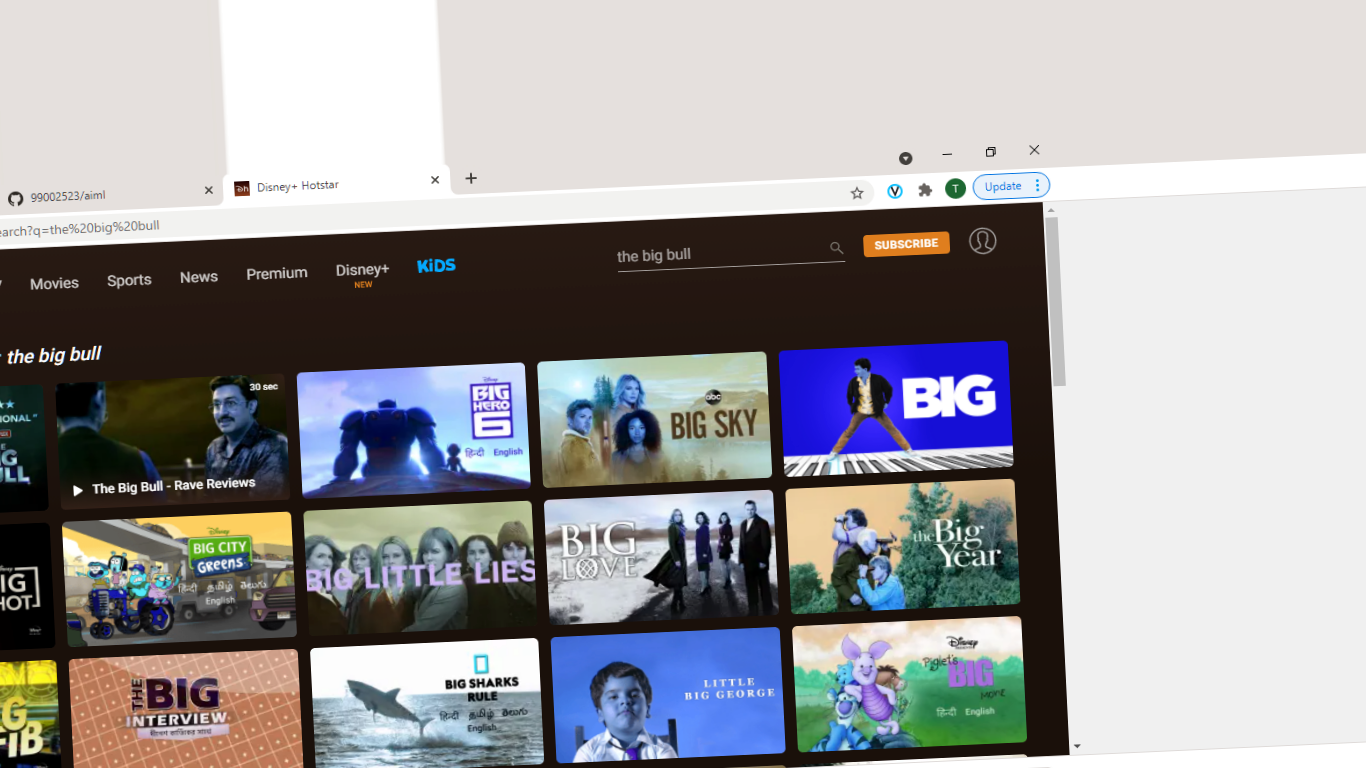 99002523/aiml
Disney+ Hotstar
earch?q=the%20big%20bull
T
Update
Movies
Sports
News
Premium
Disney+
NEW
KiDS
the big bull
SUBSCRIBE
: the big bull
30 sec
The Big Bull - Rave Reviews
Disney
BIG
HERO
6
हिन्दी English
abc
BIG SKY
BIG
Disney
BIG CITY
GREENS
हिन्दी தமிழ் తెలుగు
English
BIG LITTLE LIES
BIG
LOVE
the Big
Year
THE
BIG
INTERVIEW
BIG SHARKS
RULE
हिन्दी தமிழ் తెలుగు
English
LITTLE
BIG GEORGE
Disney
Piglet's
BIG
MOVIE
हिन्दी English